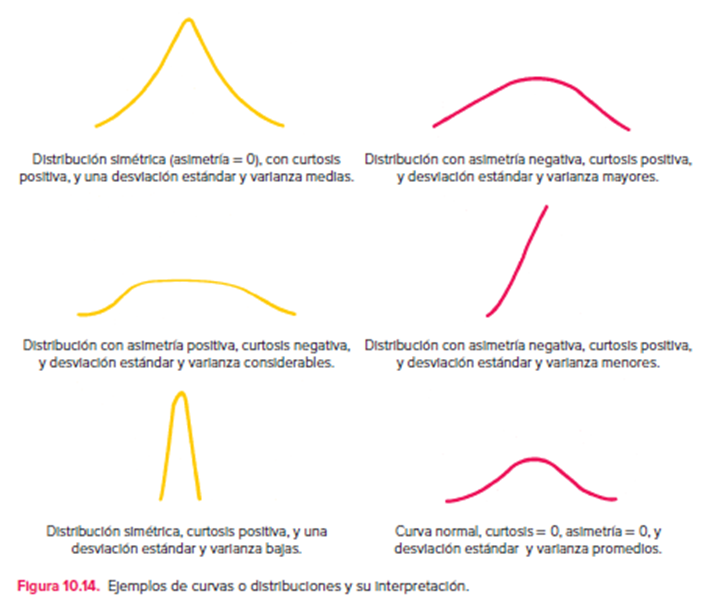 Distribución simétrica (asimetría = 0), con curtosis
positiva, y una desviación estándar y varianza medias.
Distribución con asimetría negativa, curtosis positiva,
y desviación estándar y varianza mayores.
Distribución con asimetría positiva, curtosis negativa,
y desviación estándar y varianza considerables.
Distribución con asimetría negativa, curtosis positiva,
y desviación estándar y varianza menores.
Distribución simétrica, curtosis positiva, y una
desviación estándar y varianza bajas.
Curva normal, curtosis = 0, asimetría = 0, y
desviación estándar y varianza promedios.
Figura 10.14. Ejemplos de curvas o distribuciones y su interpretación.